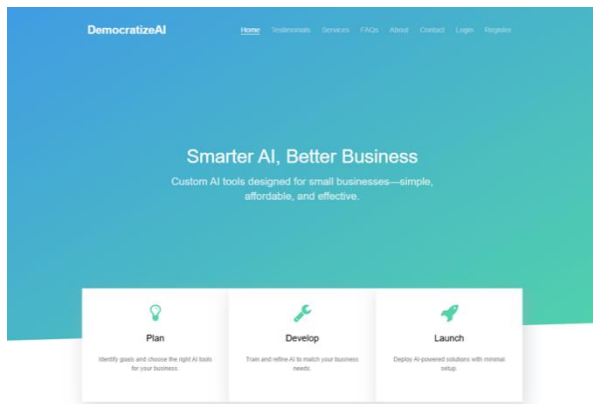 DemocratizeAI
Home Testimonials Services FAQs About Contact Login Register
Smarter AI, Better Business
Custom AI tools designed for small businesses—simple,
affordable, and effective.
Plan
Identify goals and choose the right AI tools
for your business.
Develop
Train and refine AI to match your business
needs.
Launch
Deploy AI-powered solutions with minimal
setup.